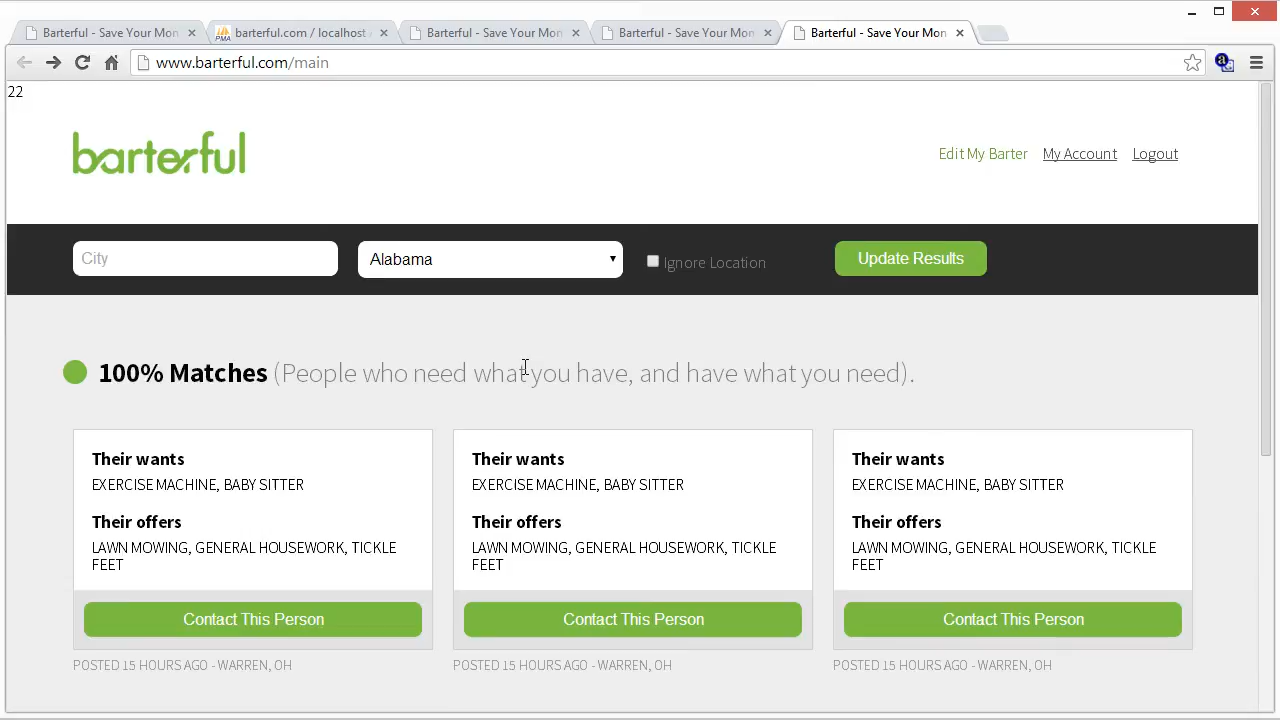 Barterful - Save Your Mon
barterful.com / localhost
Barterful - Save Your Mon
Barterful - Save Your Mon
Barterful - Save Your Mon
www.barterful.com/main
22
barterful
Edit My Barter My Account Logout
City
Alabama
Ignore Location
Update Results
100% Matches (People who need what you have, and have what you need).
Their wants
EXERCISE MACHINE, BABY SITTER
Their offers
LAWN MOWING, GENERAL HOUSEWORK, TICKLE
FEET
Contact This Person
POSTED 15 HOURS AGO - WARREN, OH
Their wants
EXERCISE MACHINE, BABY SITTER
Their offers
LAWN MOWING, GENERAL HOUSEWORK, TICKLE
FEET
Contact This Person
POSTED 15 HOURS AGO - WARREN, OH
Their wants
EXERCISE MACHINE, BABY SITTER
Their offers
LAWN MOWING, GENERAL HOUSEWORK, TICKLE
FEET
Contact This Person
POSTED 15 HOURS AGO - WARREN, OH